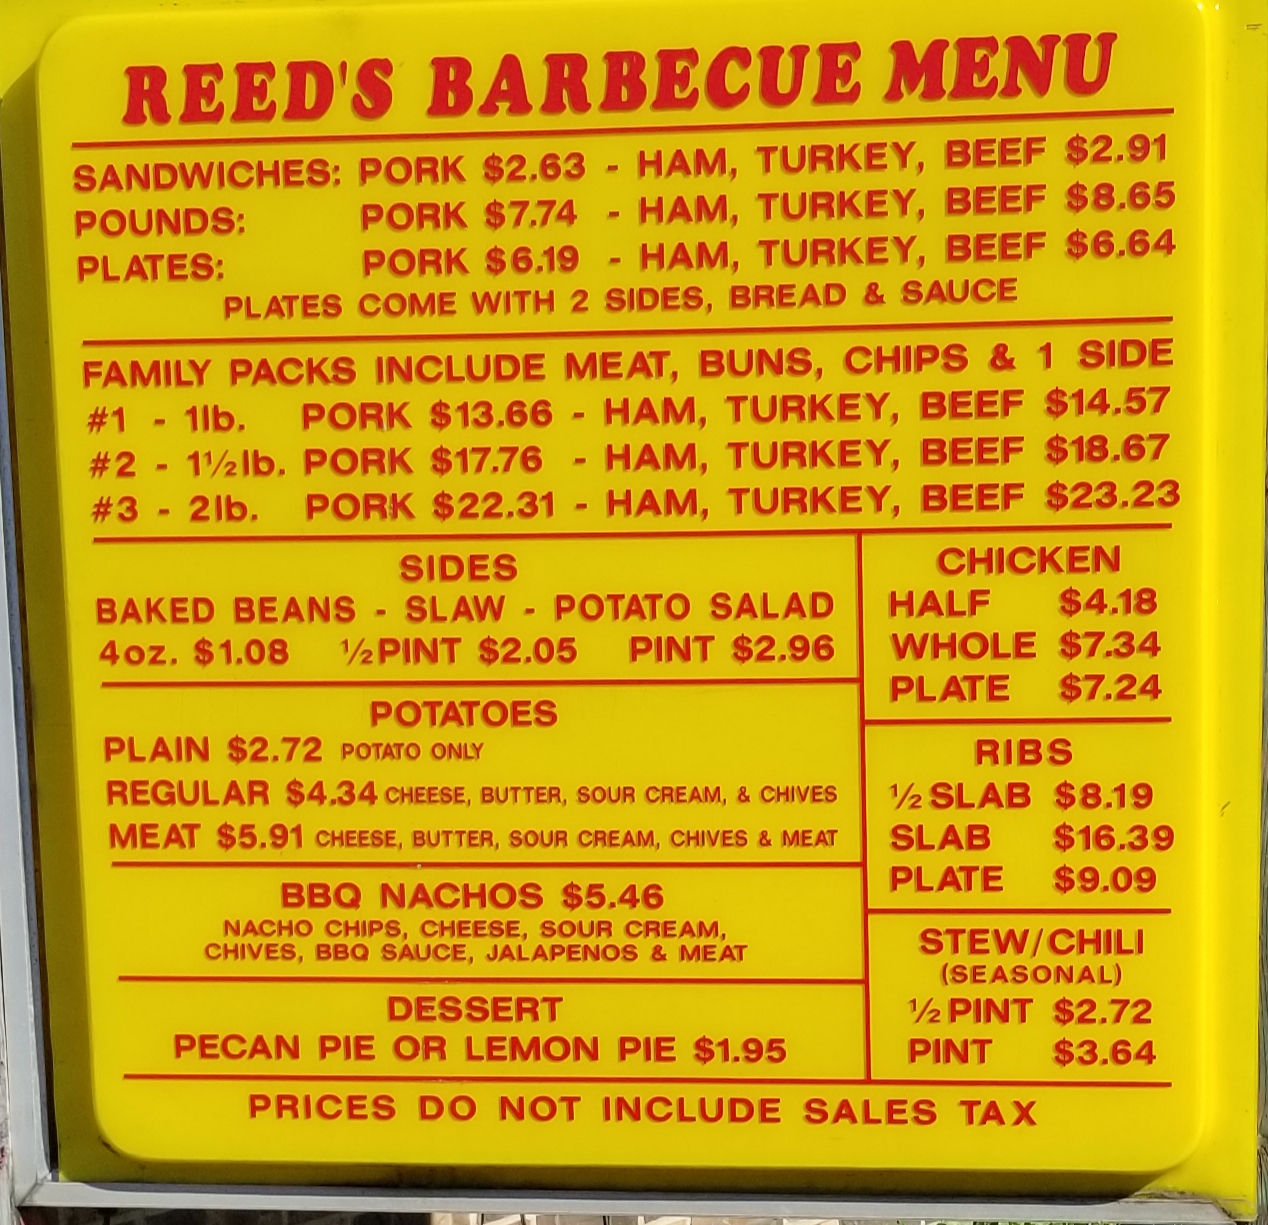 REED'S BARBECUE MENU
SANDWICHES: PORK $2.63 - HAM, TURKEY, BEEF $2.91
POUNDS: PORK $7.74 - HAM, TURKEY, BEEF $8.65
PLATES: PORK $6.19 - HAM, TURKEY, BEEF $6.64
PLATES COME WITH 2 SIDES, BREAD & SAUCE
FAMILY PACKS INCLUDE MEAT, BUNS, CHIPS & 1 SIDE
#1 - 1lb. PORK $13.66 - HAM, TURKEY, BEEF $14.57
#2 - 1½lb. PORK $17.76 - HAM, TURKEY, BEEF $18.67
#3 - 2lb. PORK $22.31 - HAM, TURKEY, BEEF $23.23
SIDES
BAKED BEANS - SLAW - POTATO SALAD
4oz. $1.08 ½PINT $2.05 PINT $2.96
POTATOES
PLAIN $2.72 POTATO ONLY
REGULAR $4.34 CHEESE, BUTTER, SOUR CREAM, & CHIVES
MEAT $5.91 CHEESE, BUTTER, SOUR CREAM, CHIVES & MEAT
BBQ NACHOS $5.46
NACHO CHIPS, CHEESE, SOUR CREAM,
CHIVES, BBQ SAUCE, JALAPENOS & MEAT
DESSERT
PECAN PIE OR LEMON PIE $1.95
CHICKEN
HALF $4.18
WHOLE $7.34
PLATE $7.24
RIBS
½SLAB $8.19
SLAB $16.39
PLATE $9.09
STEW/CHILI
(SEASONAL)
½PINT $2.72
PINT $3.64
PRICES DO NOT INCLUDE SALES TAX